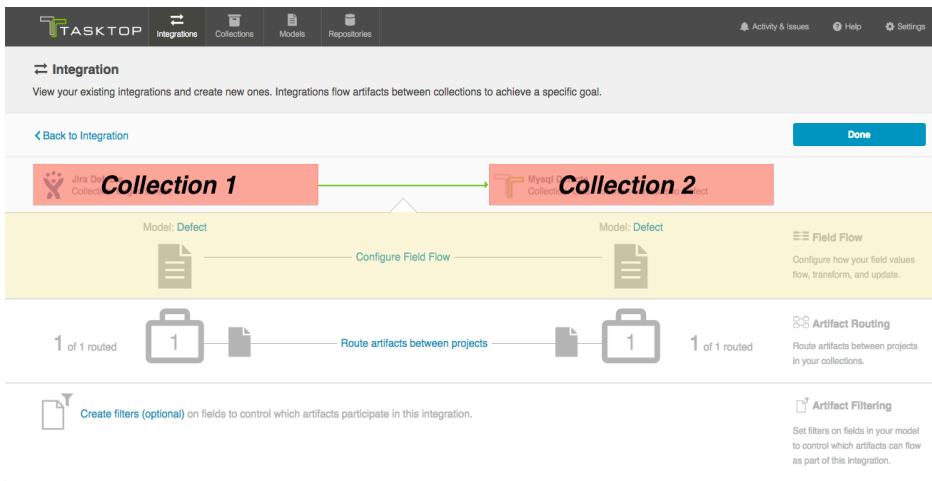 TASKTOP
Integrations
Collections
Models
Repositories
Activity & Issues
Help
Settings
Integration
View your existing integrations and create new ones. Integrations flow artifacts between collections to achieve a specific goal.
Back to Integration
Done
Collection 1
Collection 2
Model: Defect
Model: Defect
Configure Field Flow
Field Flow
Configure how your field values
flow, transform, and update.
1 of 1 routed
1
Route artifacts between projects
1
1 of 1 routed
Artifact Routing
Route artifacts between projects
in your collections.
Create filters (optional) on fields to control which artifacts participate in this integration.
Artifact Filtering
Set filters on fields in your model
to control which artifacts can flow
as part of this integration.